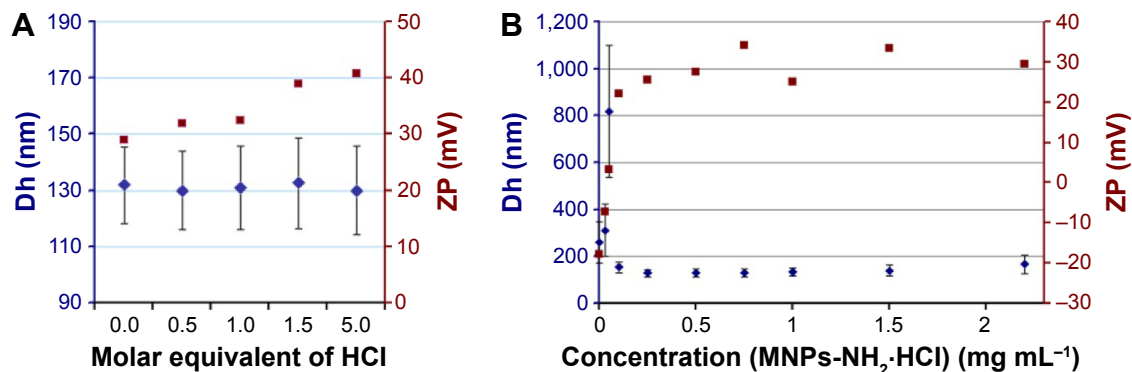 A
190
170
150
130
110
90
Dh (nm)
50
40
30
20
10
0
ZP (mV)
0.0 0.5 1.0 1.5 5.0
Molar equivalent of HCl
B
1,200
1,000
800
600
400
200
0
Dh (nm)
40
30
20
10
0
–10
–20
–30
ZP (mV)
0 0.5 1 1.5 2
Concentration (MNPs-NH₂·HCl) (mg mL⁻¹)